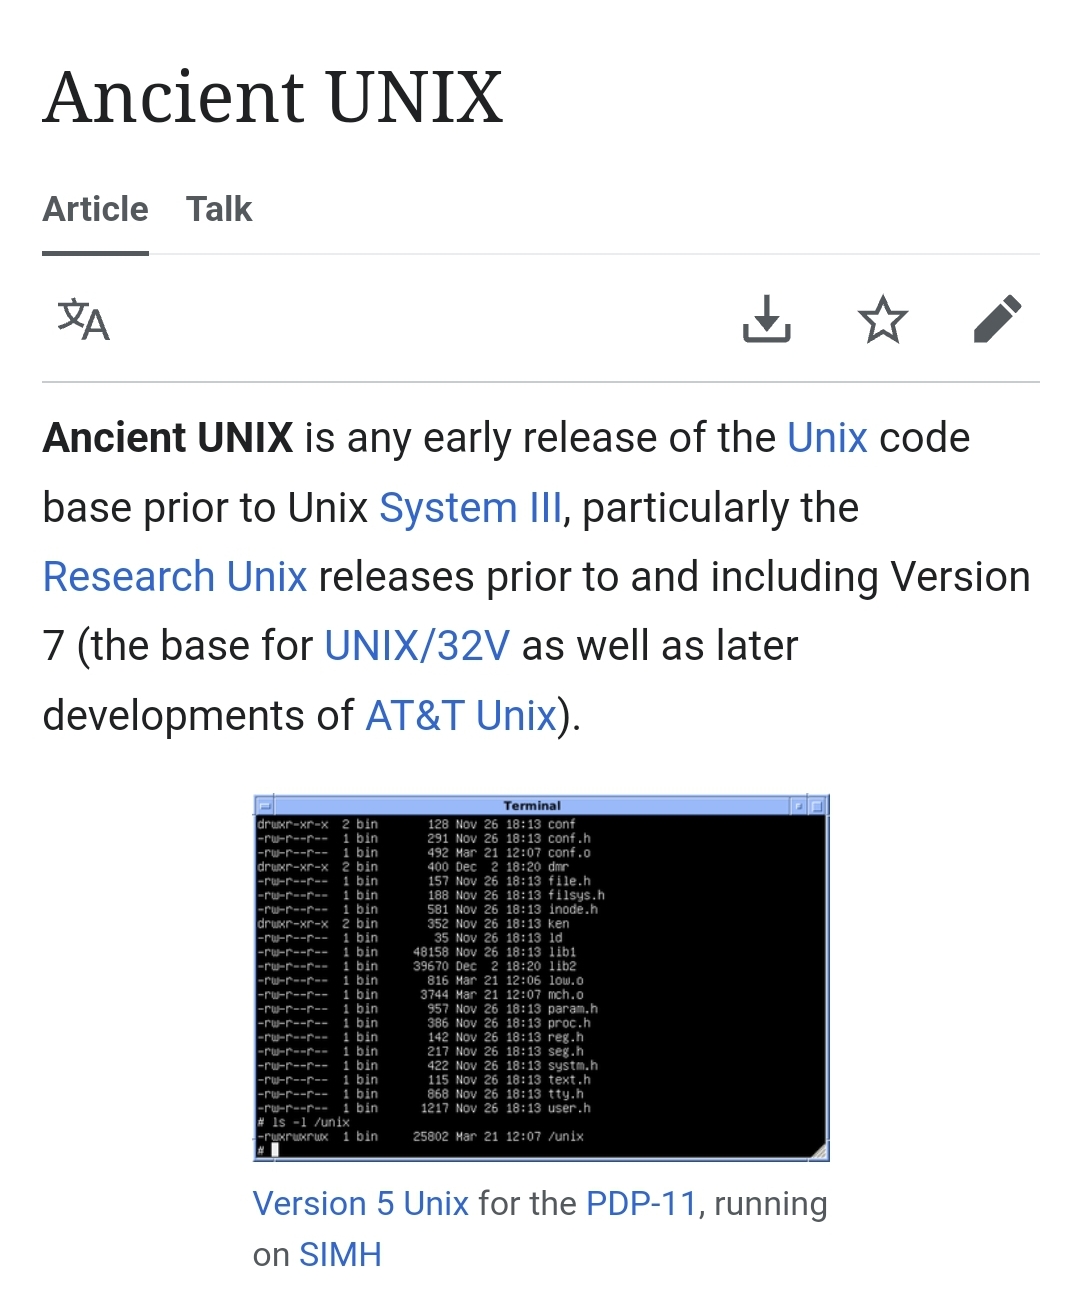 Ancient UNIX
Article Talk
文A
Ancient UNIX is any early release of the Unix code
base prior to Unix System III, particularly the
Research Unix releases prior to and including Version
7 (the base for UNIX/32V as well as later
developments of AT&T Unix).
Terminal
drwxr-xr-x 2 bin 128 Nov 26 18:13 conf
-rw-r--r-- 1 bin 291 Nov 26 18:13 conf.h
-rw-r--r-- 1 bin 492 Mar 21 12:07 conf.o
drwxr-xr-x 2 bin 400 Dec 2 18:20 dmr
-rw-r--r-- 1 bin 157 Nov 26 18:13 file.h
-rw-r--r-- 1 bin 188 Nov 26 18:13 filsys.h
-rw-r--r-- 1 bin 581 Nov 26 18:13 inode.h
drwxr-xr-x 2 bin 352 Nov 26 18:13 ken
-rw-r--r-- 1 bin 35 Nov 26 18:13 ld
-rw-r--r-- 1 bin 48158 Nov 26 18:13 lib1
-rw-r--r-- 1 bin 39670 Dec 2 18:20 lib2
-rw-r--r-- 1 bin 816 Mar 21 12:06 low.o
-rw-r--r-- 1 bin 3744 Mar 21 12:07 mch.o
-rw-r--r-- 1 bin 957 Nov 26 18:13 param.h
-rw-r--r-- 1 bin 386 Nov 26 18:13 proc.h
-rw-r--r-- 1 bin 142 Nov 26 18:13 reg.h
-rw-r--r-- 1 bin 217 Nov 26 18:13 seg.h
-rw-r--r-- 1 bin 422 Nov 26 18:13 systm.h
-rw-r--r-- 1 bin 115 Nov 26 18:13 text.h
-rw-r--r-- 1 bin 868 Nov 26 18:13 tty.h
-rw-r--r-- 1 bin 1217 Nov 26 18:13 user.h
# ls -l /unix
-rwxrwxrwx 1 bin 25802 Mar 21 12:07 /unix
#
Version 5 Unix for the PDP-11, running
on SIMH